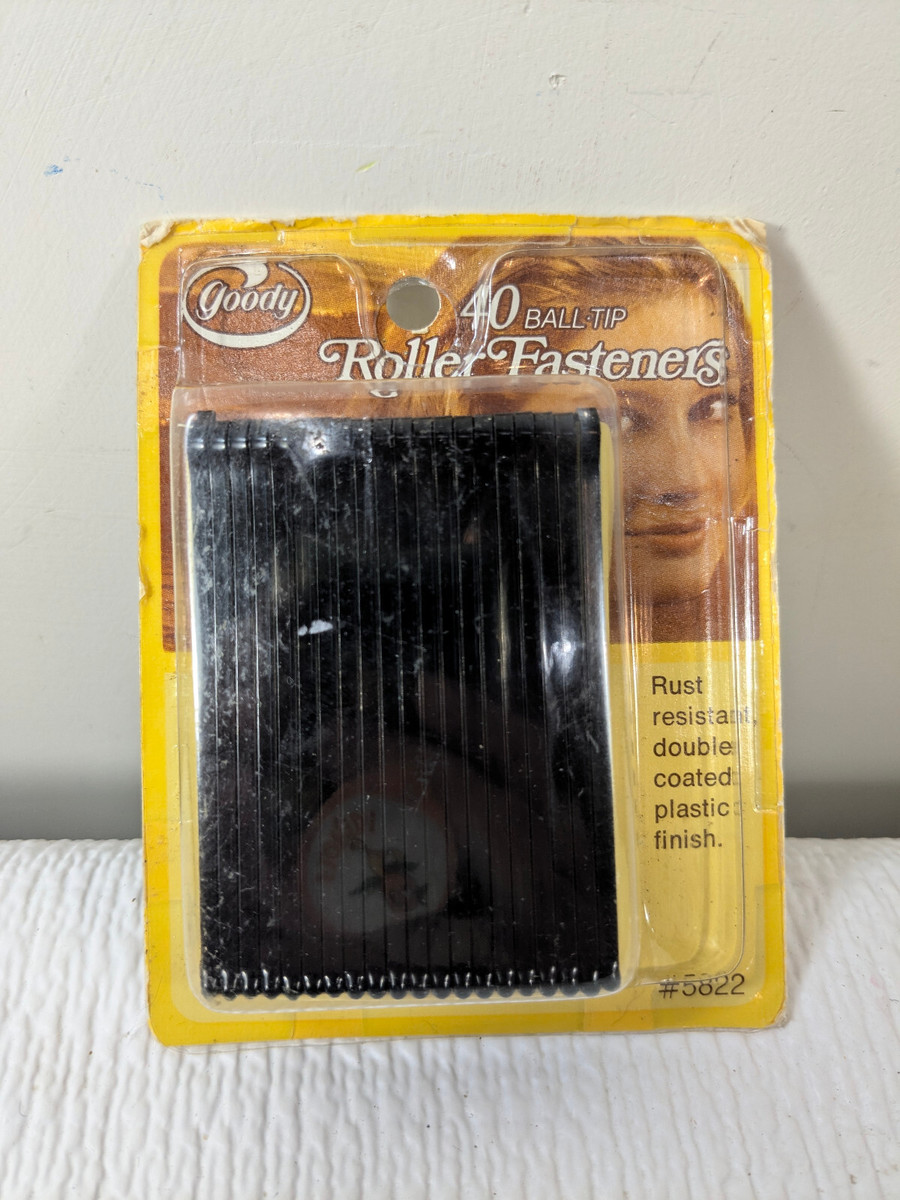 goody
40 BALL-TIP
Roller Fasteners
Rust
resistant,
double
coated
plastic
finish.
#5822